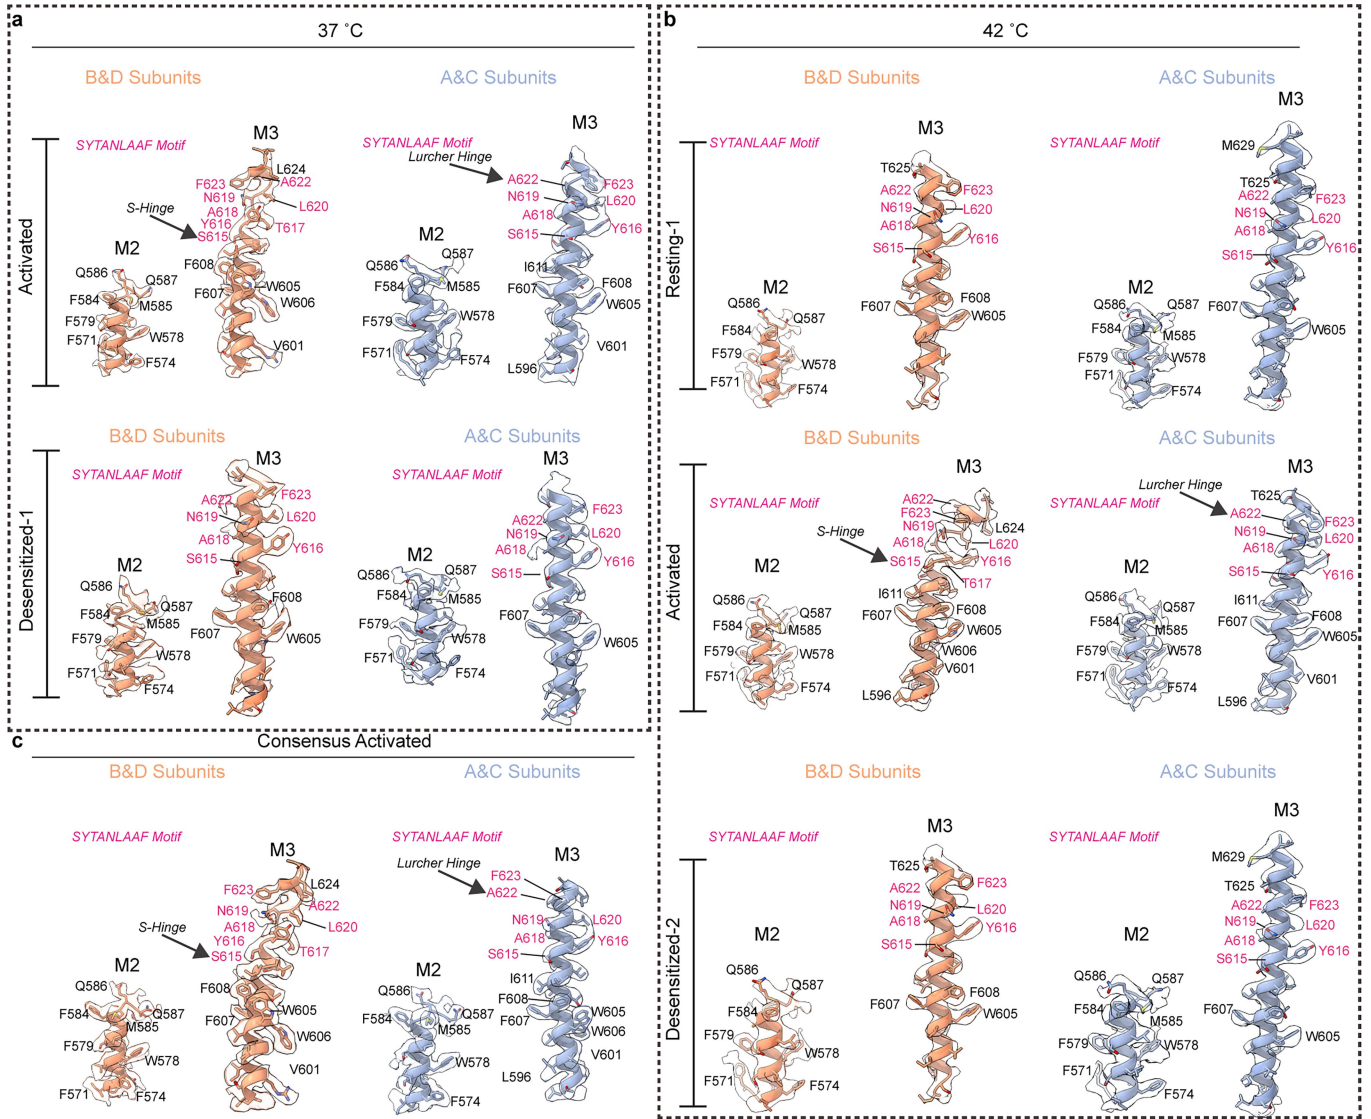 a
37 °C
B&D Subunits
A&C Subunits
Activated
SYTANLAAF Motif
M3
L624
F623
A622
N619
L620
A618
Y616
T617
S-Hinge
S615
M2
F608
Q586
Q587
W605
F607
F584
M585
W606
F579
W578
F571
V601
F574
SYTANLAAF Motif
Lurcher Hinge
M3
A622
F623
N619
L620
A618
Y616
S615
M2
Q586
Q587
I611
F584
M585
F607
F608
F579
W578
W605
F571
V601
F574
L596
Desensitized-1
B&D Subunits
A&C Subunits
SYTANLAAF Motif
M3
A622
F623
N619
L620
A618
Y616
S615
M2
Q586
Q587
F608
F584
M585
F607
F579
W605
W578
F571
F574
SYTANLAAF Motif
M3
F623
A622
N619
L620
A618
Y616
M2
S615
Q586
Q587
F584
M585
F607
F579
W578
W605
F571
F574
b
42 °C
B&D Subunits
A&C Subunits
Resting-1
SYTANLAAF Motif
M3
T625
A622
F623
N619
L620
A618
Y616
S615
M2
Q586
Q587
F607
F608
F584
W605
F579
W578
F571
F574
SYTANLAAF Motif
M3
M629
T625
A622
F623
N619
L620
A618
Y616
S615
M2
Q586
Q587
F607
F584
M585
W605
F579
W578
F571
F574
Activated
B&D Subunits
A&C Subunits
SYTANLAAF Motif
M3
A622
F623
N619
L624
S-Hinge
A618
L620
S615
Y616
T617
M2
I611
Q586
Q587
F607
F608
F584
M585
W605
F579
W578
W606
F571
V601
F574
L596
SYTANLAAF Motif
Lurcher Hinge
M3
T625
A622
F623
N619
L620
A618
S615
Y616
M2
Q586
Q587
I611
F584
M585
F607
F608
F579
W578
W605
F571
V601
F574
L596
Desensitized-2
B&D Subunits
A&C Subunits
SYTANLAAF Motif
M3
T625
A622
F623
N619
L620
A618
Y616
S615
M2
Q586
Q587
F607
F608
F584
W605
F579
W578
F571
F574
SYTANLAAF Motif
M3
M629
T625
A622
F623
N619
L620
A618
Y616
S615
M2
Q586
Q587
F584
M585
F607
F579
W578
W605
F571
T574
c
Consensus Activated
B&D Subunits
A&C Subunits
SYTANLAAF Motif
M3
F623
L624
N619
A622
A618
L620
S-Hinge
Y616
T617
S615
M2
Q586
F608
F584
Q587
F607
W605
M585
W606
F579
W578
V601
F571
F574
SYTANLAAF Motif
Lurcher Hinge
M3
F623
A622
N619
L620
A618
Y616
S615
M2
I611
Q586
F608
F584
Q587
F607
W605
M585
W606
W578
V601
L596
F574